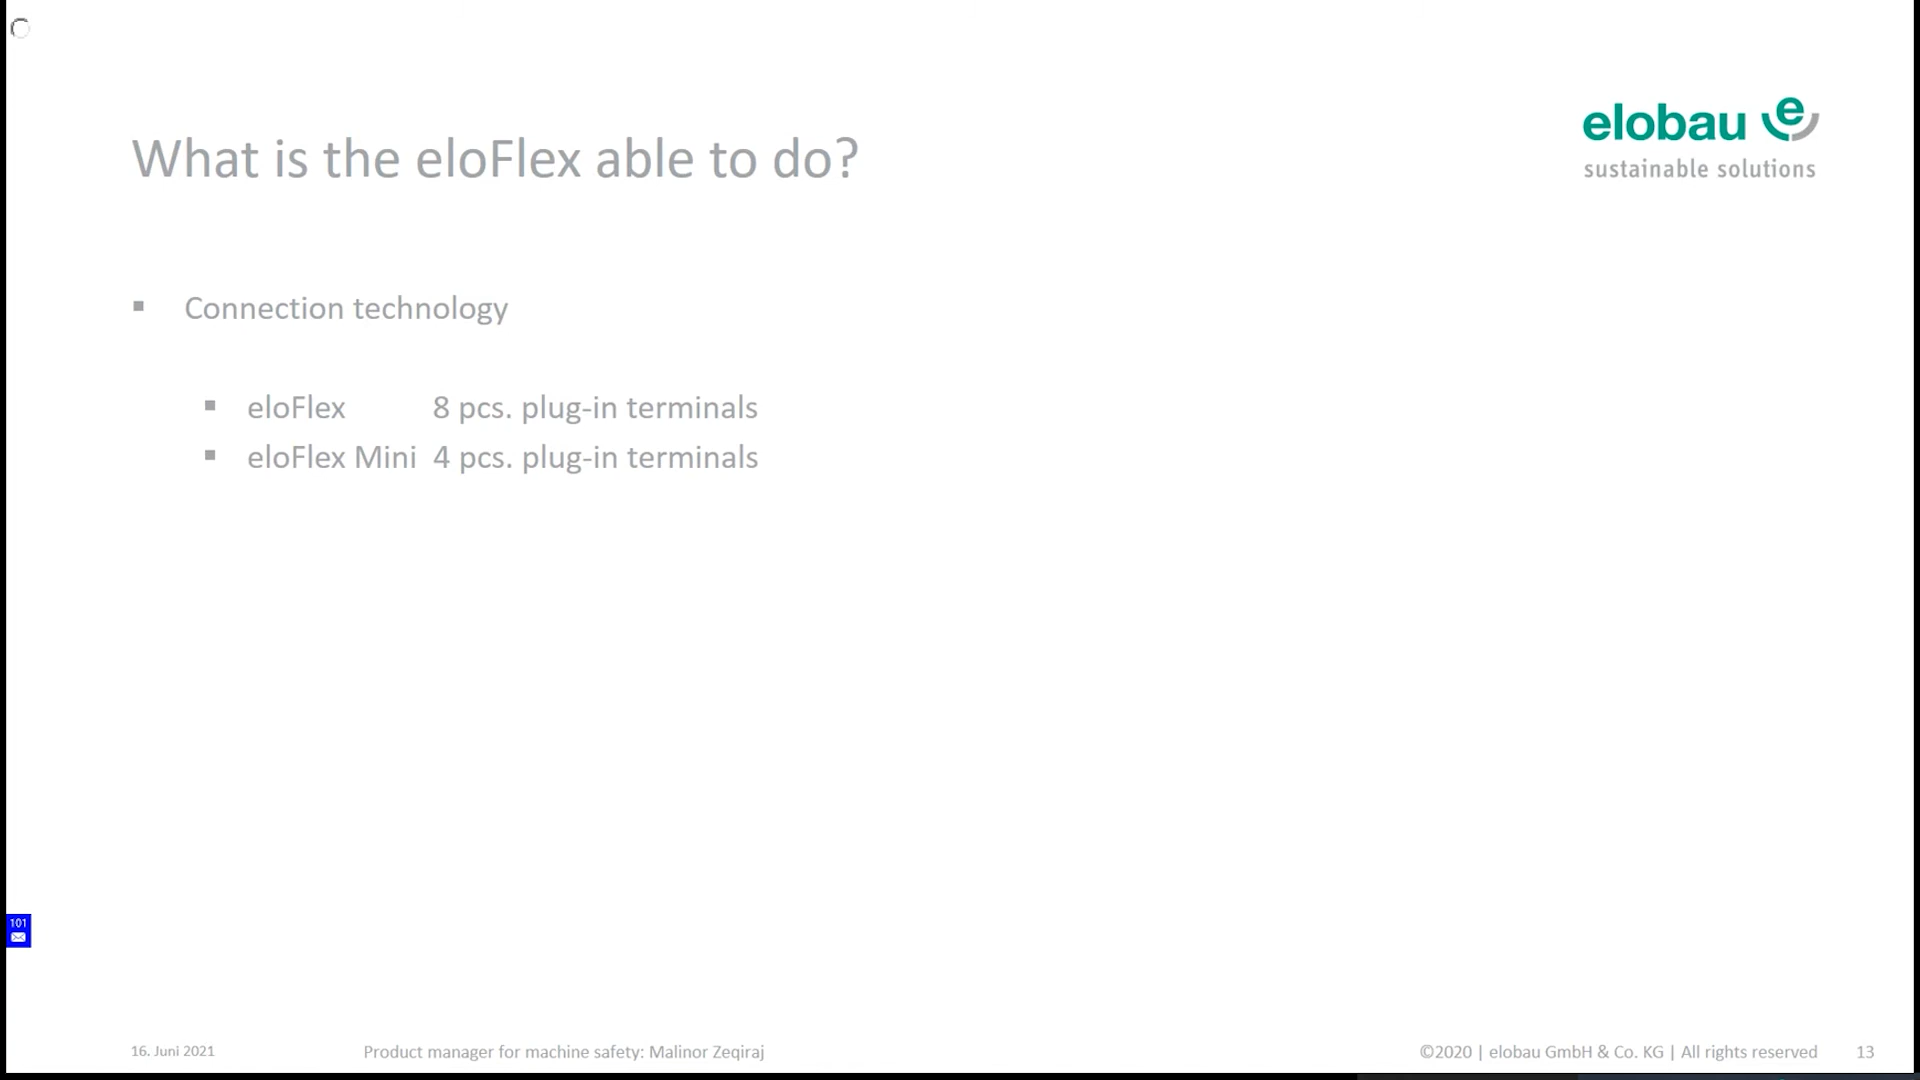 elobau e
sustainable solutions
What is the eloFlex able to do?
Connection technology
eloFlex 8 pcs. plug-in terminals
eloFlex Mini 4 pcs. plug-in terminals
101
16. Juni 2021 Product manager for machine safety: Malinor Zeqiraj ©2020 | elobau GmbH & Co. KG | All rights reserved 13